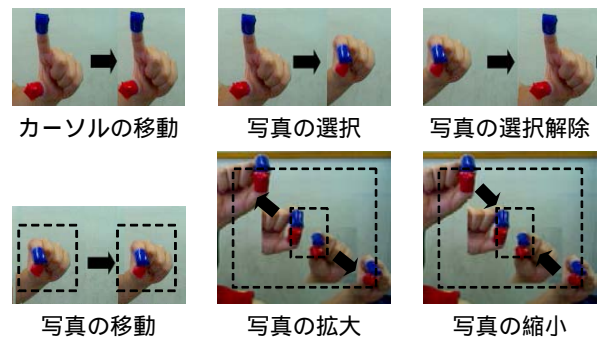 カーソルの移動
写真の選択
写真の選択解除
写真の移動
写真の拡大
写真の縮小